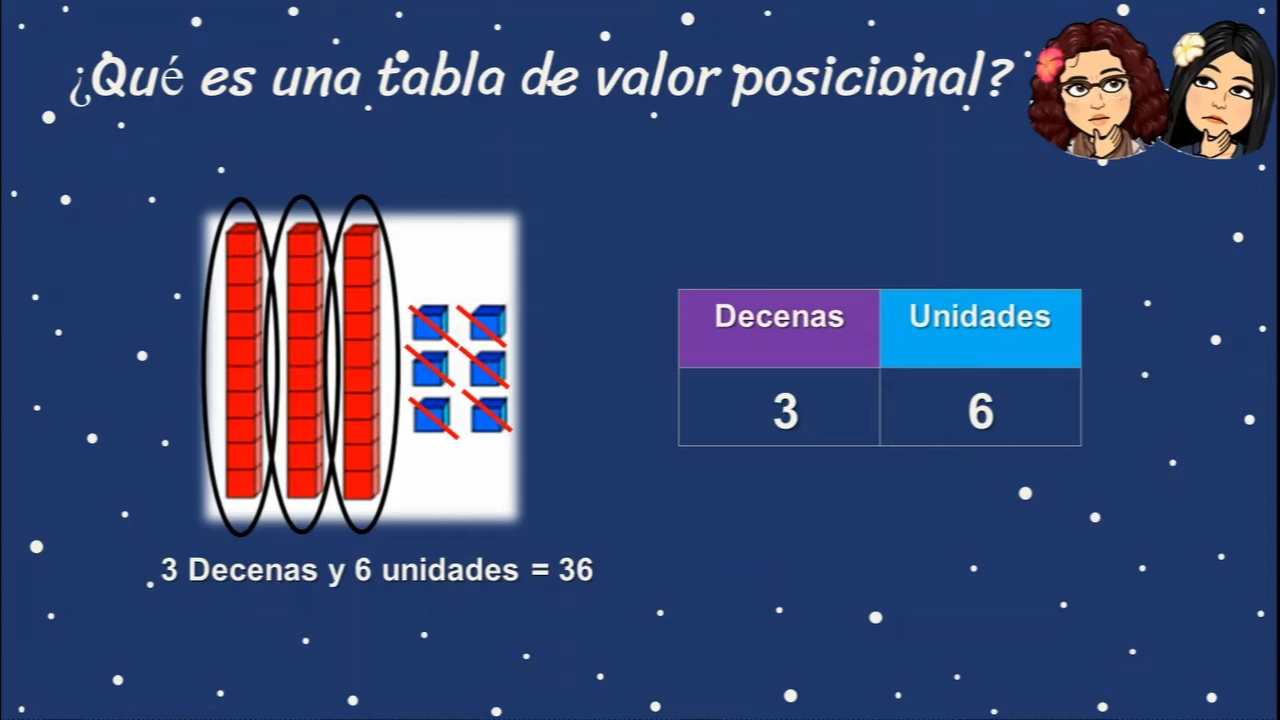 ¿Qué es una tabla de valor posicional?
Decenas Unidades
3 6
3 Decenas y 6 unidades = 36